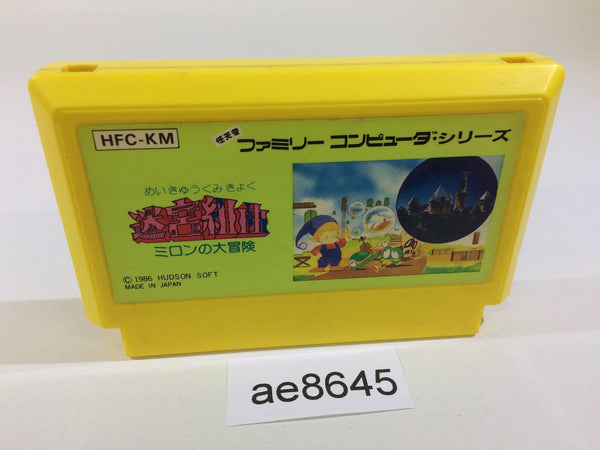 HFC-KM
任天堂 ファミリー コンピュータ・シリーズ
めいきゅうくみきょく
迷宮組曲
ミロンの大冒険
© 1986 HUDSON SOFT
MADE IN JAPAN
ae8645